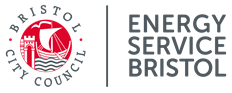 BRISTOL
CITY COUNCIL
ENERGY
SERVICE
BRISTOL